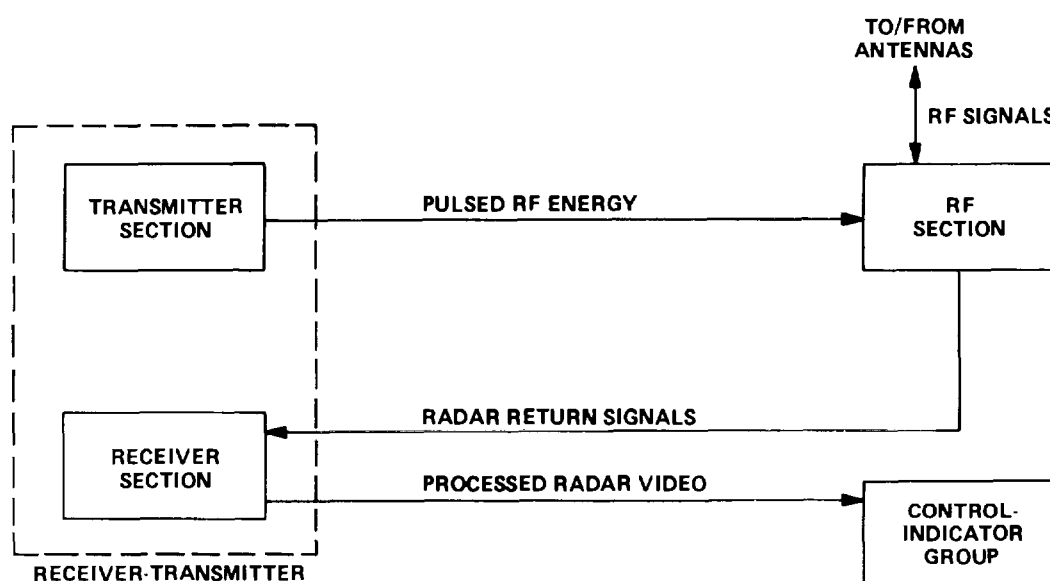 TO/FROM
ANTENNAS
RF SIGNALS
TRANSMITTER
SECTION
PULSED RF ENERGY
RF
SECTION
RADAR RETURN SIGNALS
RECEIVER
SECTION
PROCESSED RADAR VIDEO
CONTROL-
INDICATOR
GROUP
RECEIVER-TRANSMITTER